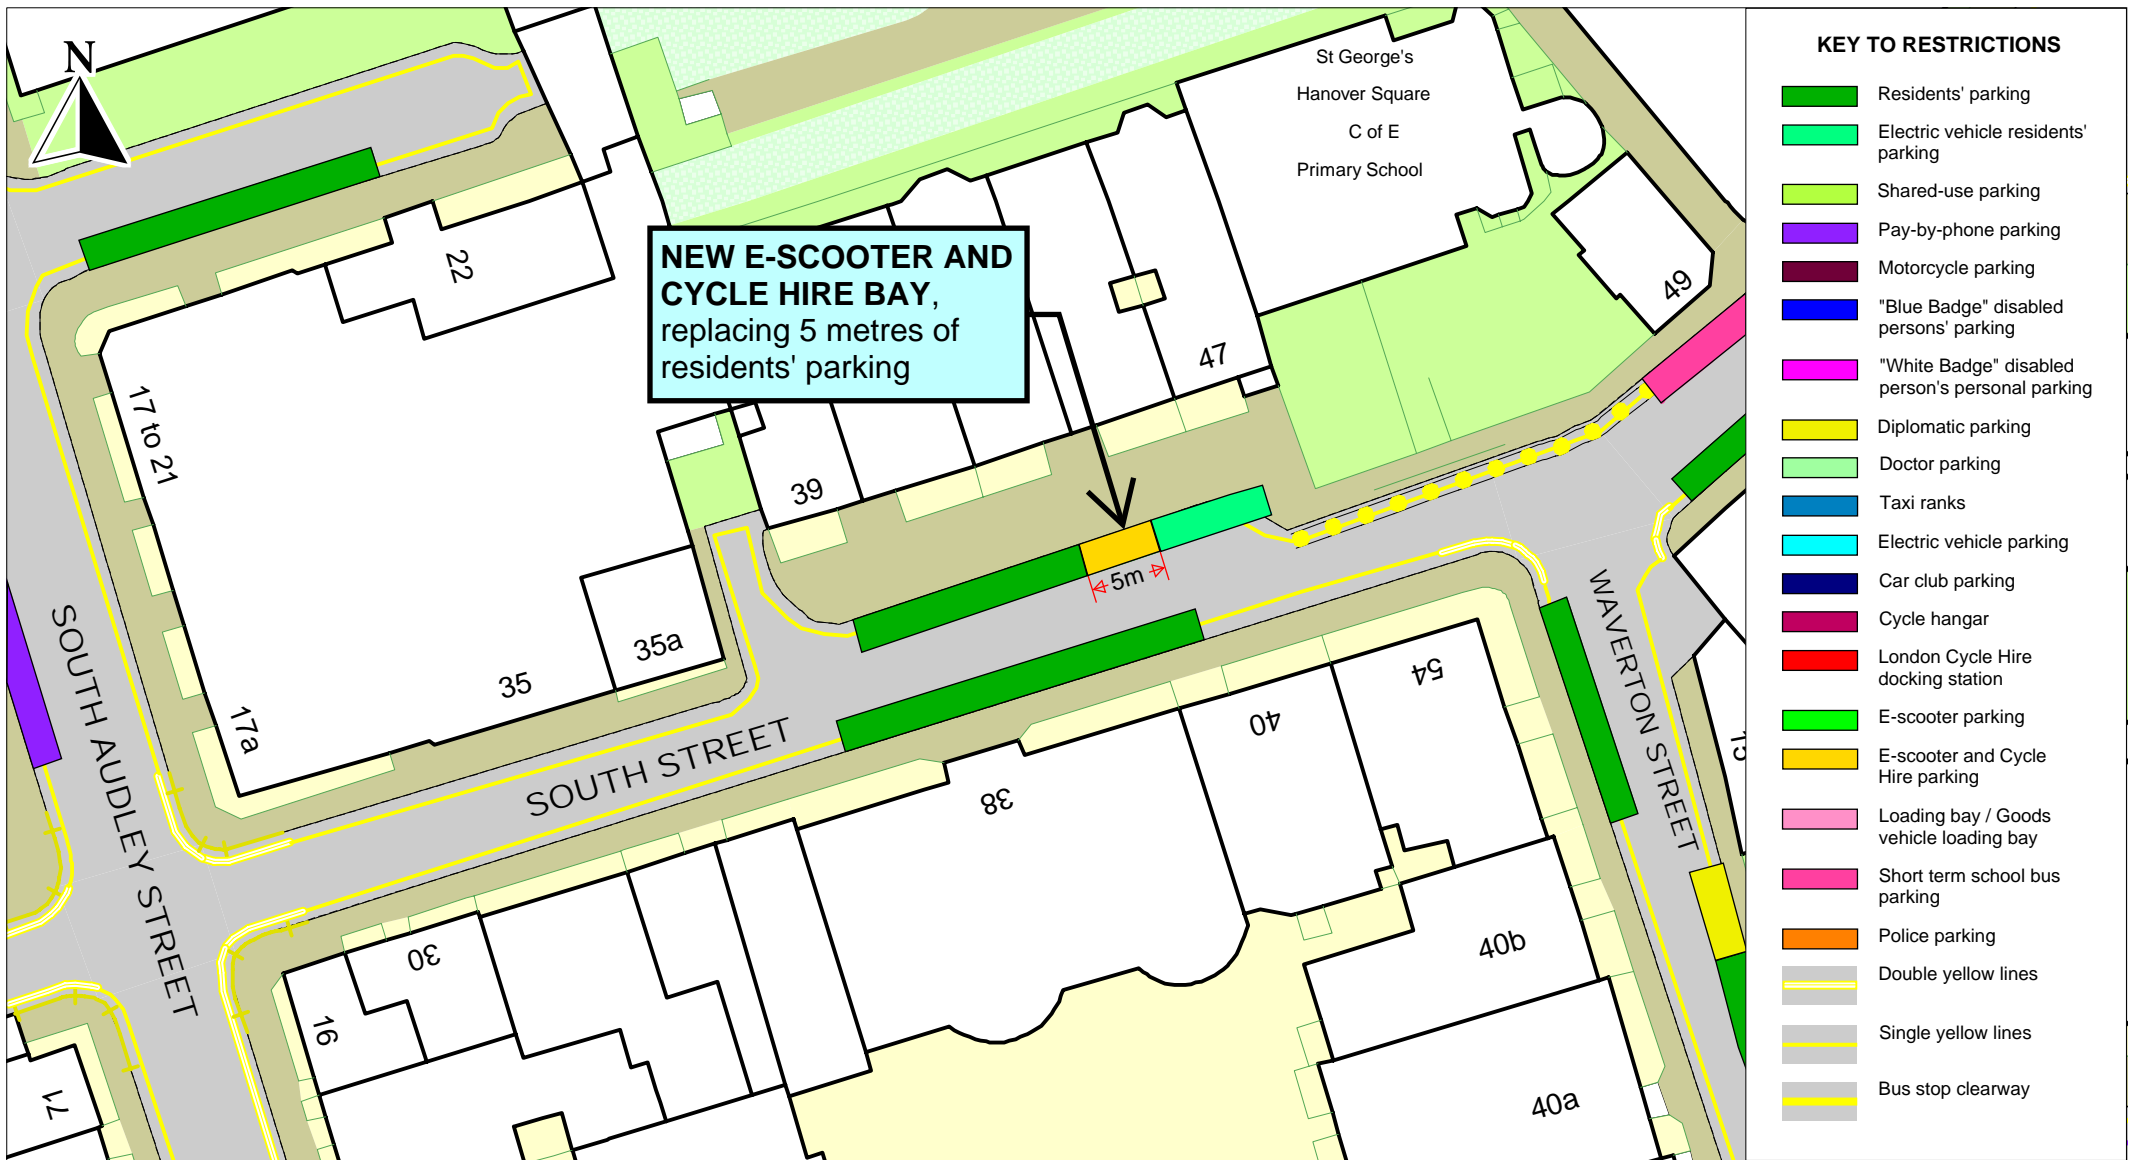 N
St George's
Hanover Square
C of E
Primary School
22
NEW E-SCOOTER AND
CYCLE HIRE BAY,
replacing 5 metres of
residents' parking
49
47
17 to 21
39
5m
35a
35
17a
SOUTH AUDLEY STREET
SOUTH STREET
WAVERTON STREET
54
40
38
30
16
40b
40a
71
15
KEY TO RESTRICTIONS
Residents' parking
Electric vehicle residents'
parking
Shared-use parking
Pay-by-phone parking
Motorcycle parking
"Blue Badge" disabled
persons' parking
"White Badge" disabled
person's personal parking
Diplomatic parking
Doctor parking
Taxi ranks
Electric vehicle parking
Car club parking
Cycle hangar
London Cycle Hire
docking station
E-scooter parking
E-scooter and Cycle
Hire parking
Loading bay / Goods
vehicle loading bay
Short term school bus
parking
Police parking
Double yellow lines
Single yellow lines
Bus stop clearway